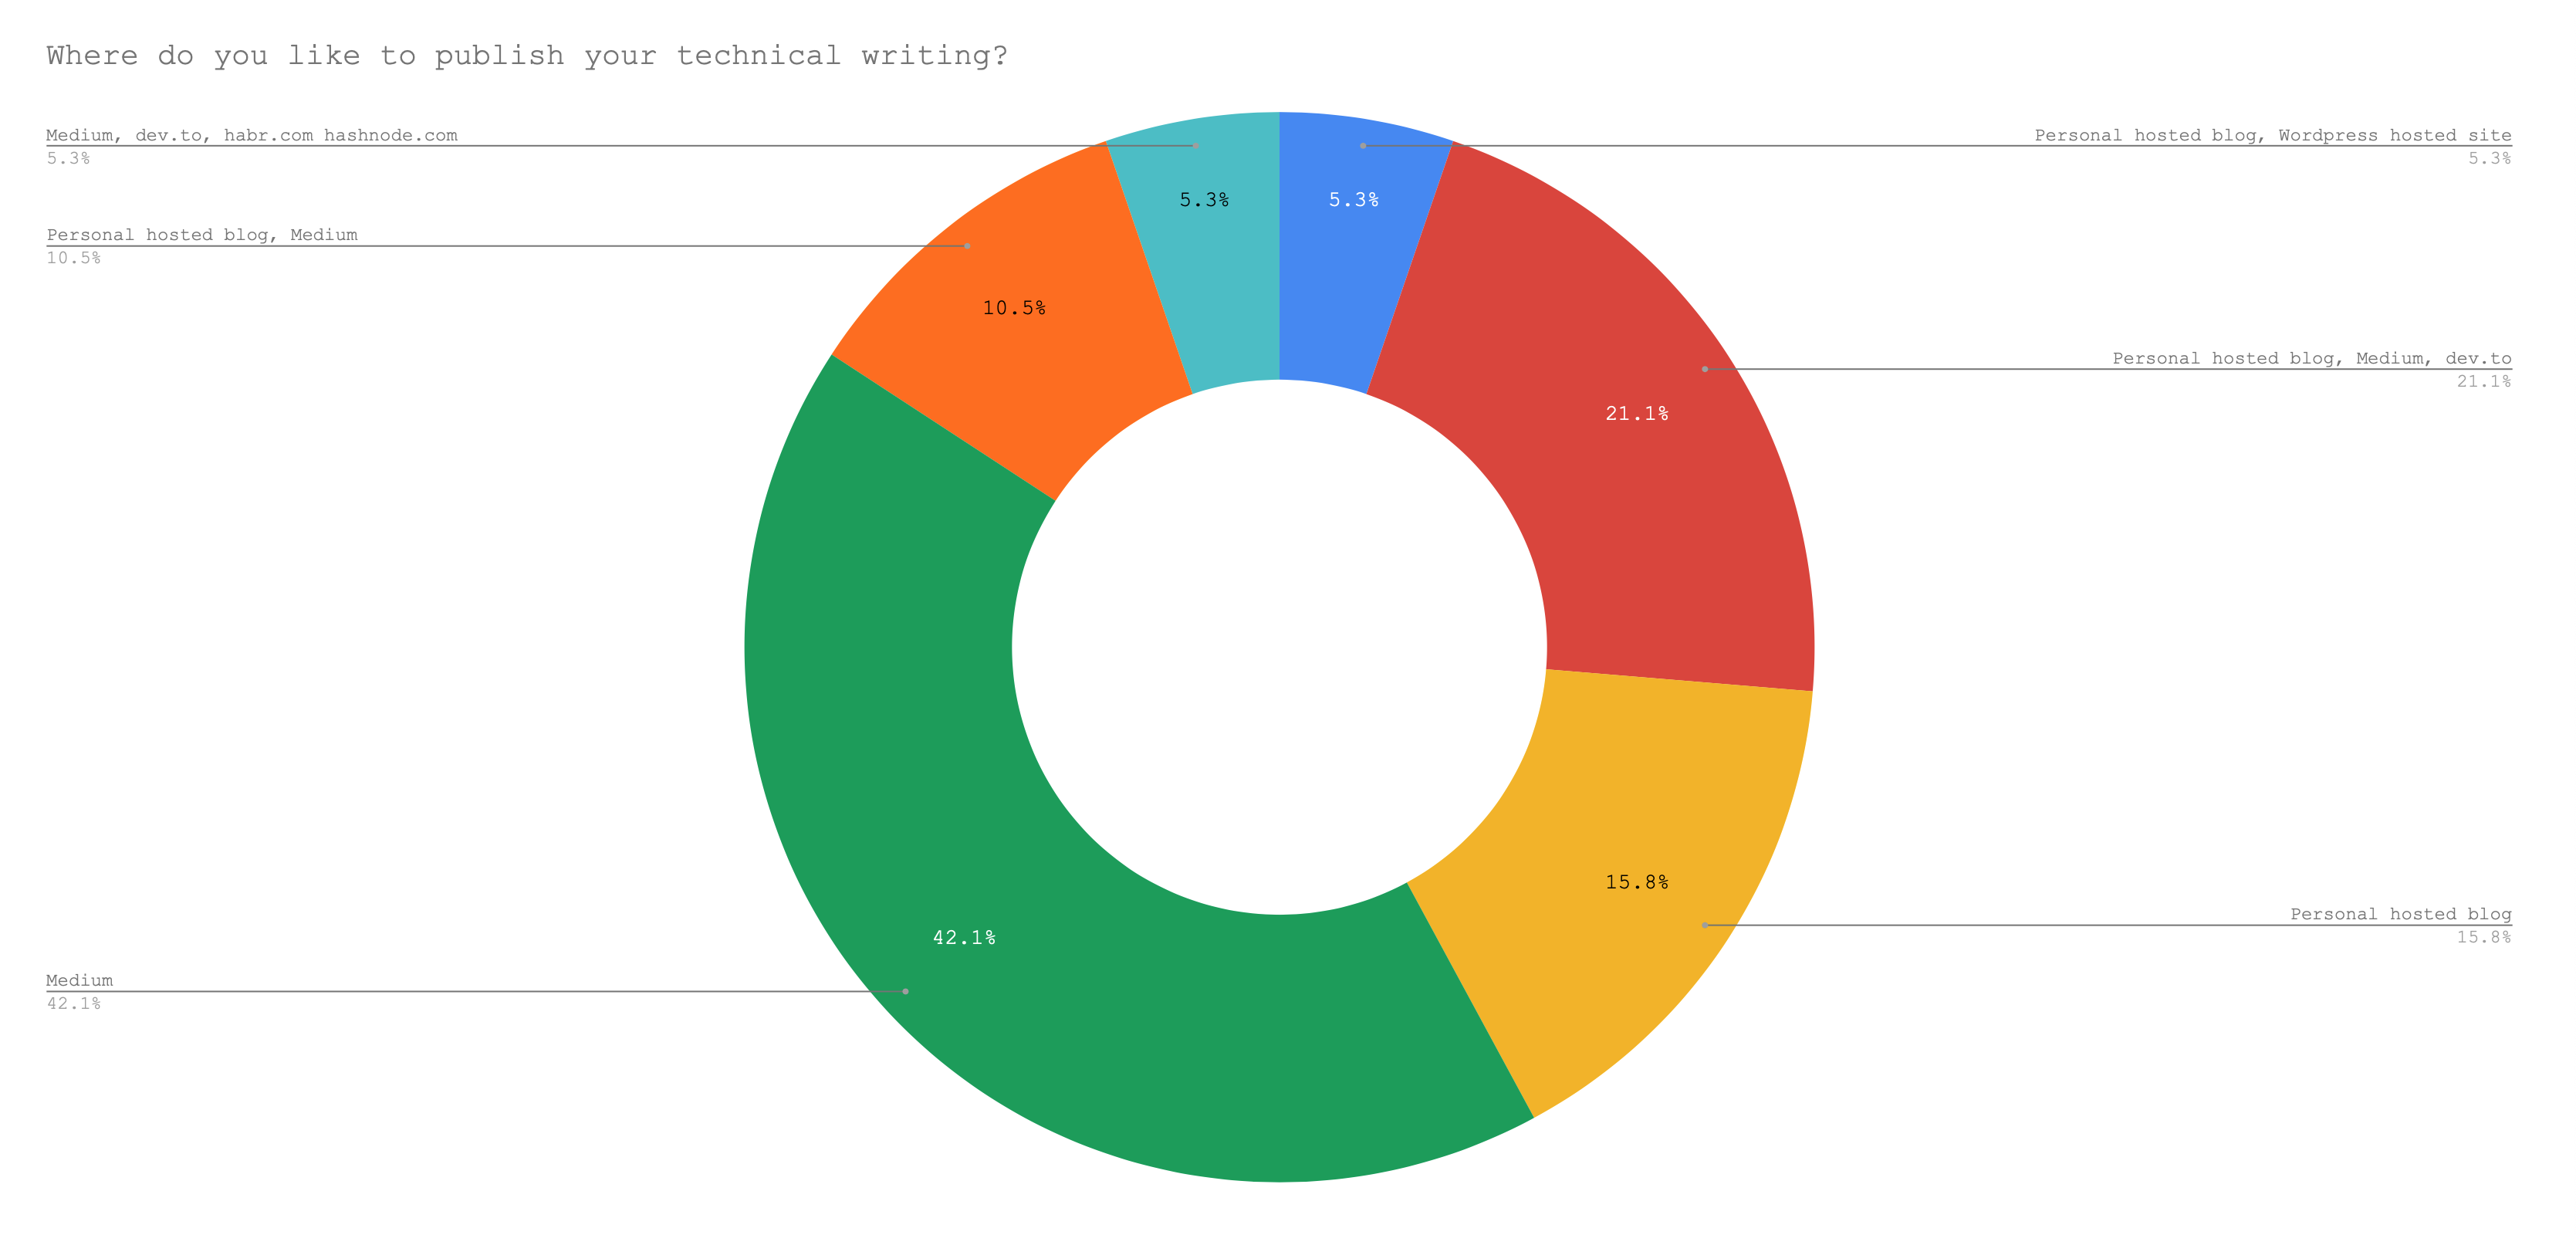 Where do you like to publish your technical writing?
Medium, dev.to, habr.com hashnode.com
5.3%
Personal hosted blog, Wordpress hosted site
5.3%
5.3%
5.3%
Personal hosted blog, Medium
10.5%
10.5%
Personal hosted blog, Medium, dev.to
21.1%
21.1%
15.8%
Personal hosted blog
15.8%
42.1%
Medium
42.1%